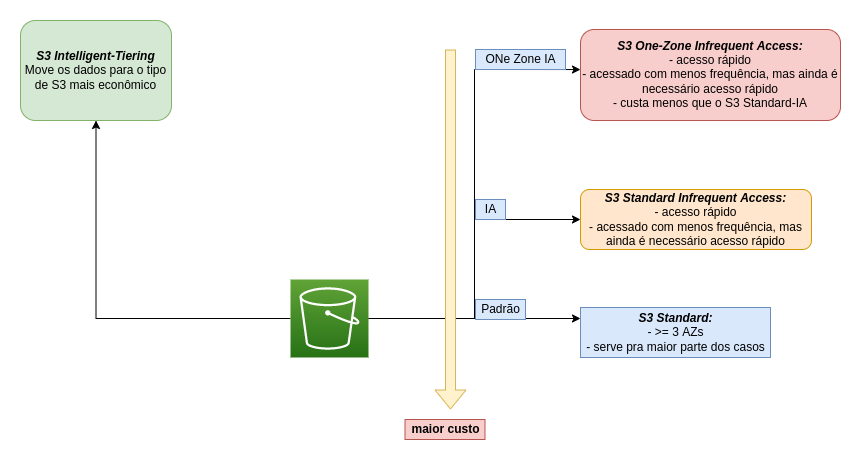 S3 Intelligent-Tiering
Move os dados para o tipo
de S3 mais econômico
ONe Zone IA
S3 One-Zone Infrequent Access:
- acesso rápido
- acessado com menos frequência, mas ainda é
necessário acesso rápido
- custa menos que o S3 Standard-IA
IA
S3 Standard Infrequent Access:
- acesso rápido
- acessado com menos frequência, mas
ainda é necessário acesso rápido
Padrão
S3 Standard:
- >= 3 AZs
- serve pra maior parte dos casos
maior custo